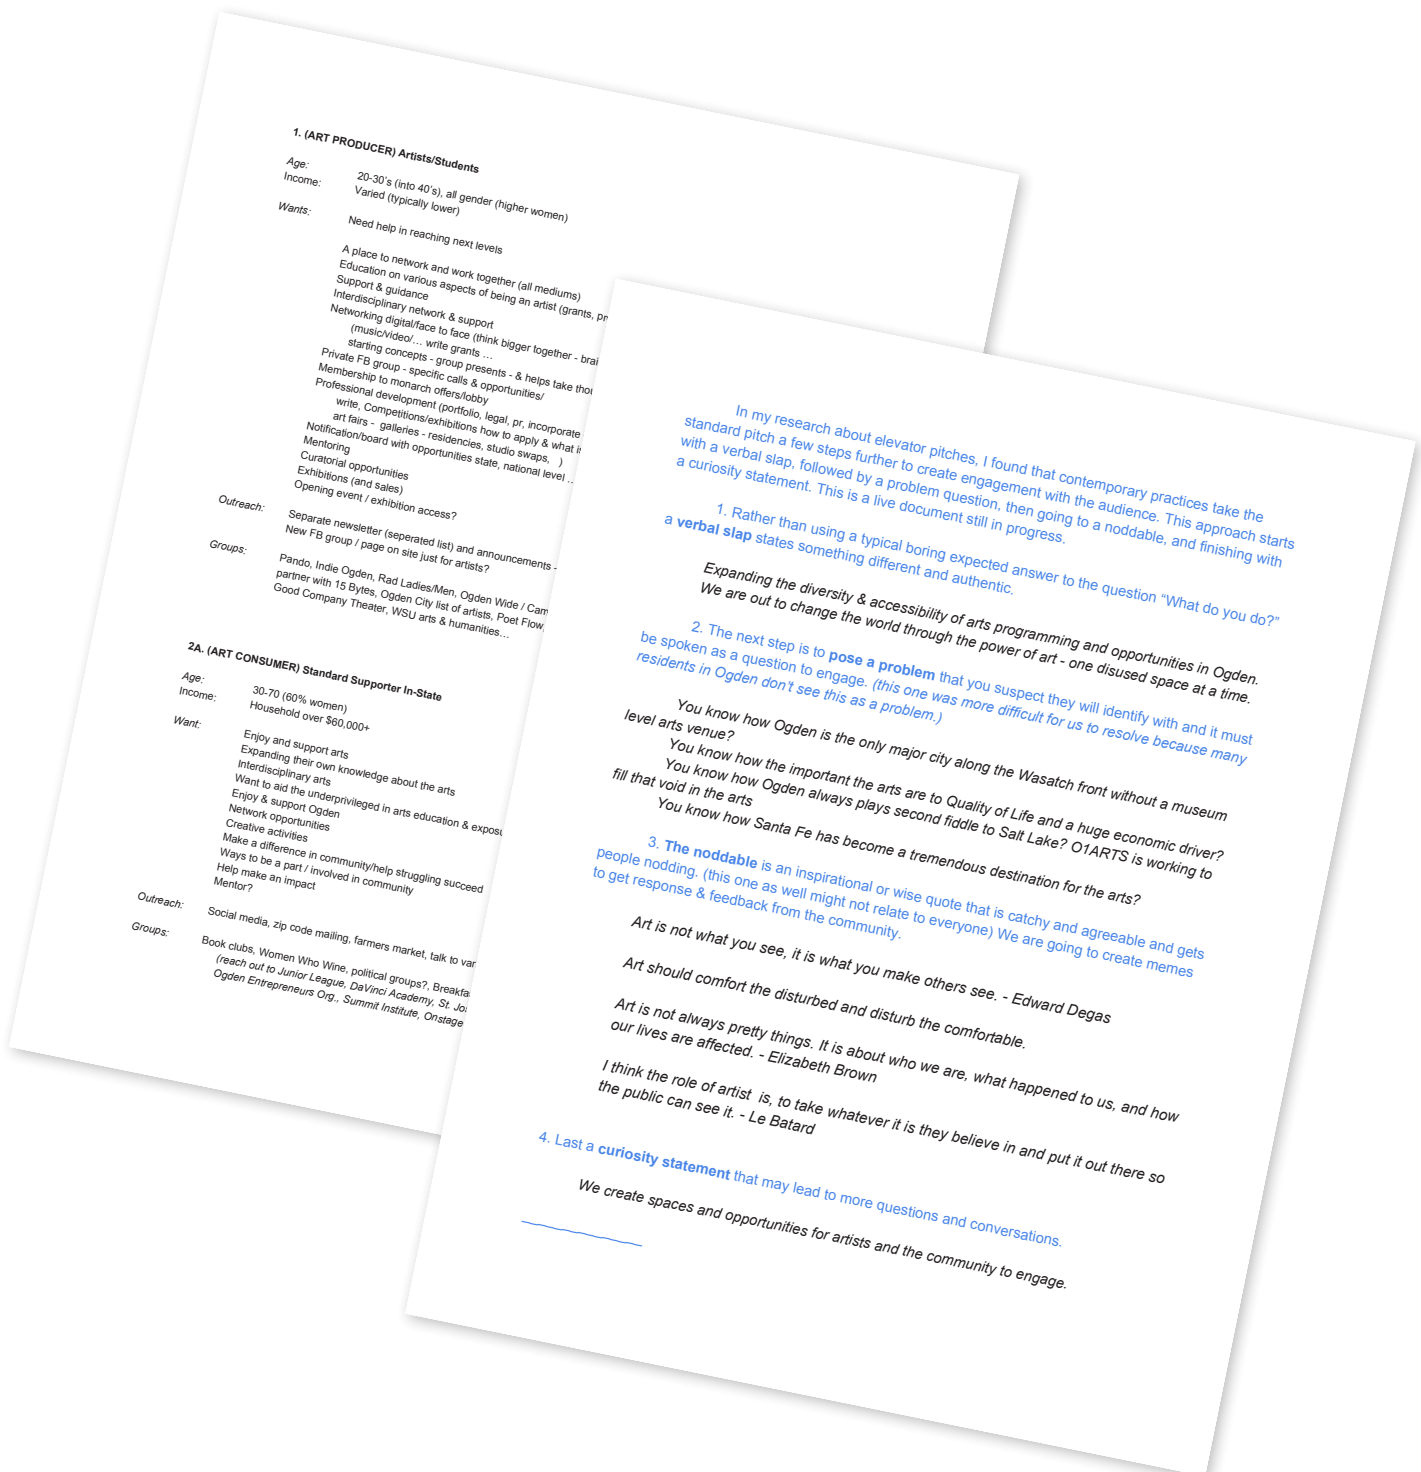 1. (ART PRODUCER) Artists/Students
Age: 20-30's (into 40's), all gender (higher women)
Income: Varied (typically lower)
Wants: Need help in reaching next levels
A place to network and work together (all mediums)
Education on various aspects of being an artist (grants, pr
Support & guidance
Interdisciplinary network & support
Networking digital/face to face (think bigger together - brai
(music/video/... write grants ...
starting concepts - group presents - & helps take thou
Private FB group - specific calls & opportunities/
Membership to monarch offers/lobby
Professional development (portfolio, legal, pr, incorporate
write, Competitions/exhibitions how to apply & what is
art fairs - galleries - residencies, studio swaps, )
Notification/board with opportunities state, national level ...
Mentoring
Curatorial opportunities
Exhibitions (and sales)
Opening event / exhibition access?
Outreach: Separate newsletter (seperated list) and announcements -
New FB group / page on site just for artists?
Groups: Pando, Indie Ogden, Rad Ladies/Men, Ogden Wide / Cam
partner with 15 Bytes, Ogden City list of artists, Poet Flow,
Good Company Theater, WSU arts & humanities...
2A. (ART CONSUMER) Standard Supporter In-State
Age: 30-70 (60% women)
Income: Household over $60,000+
Want: Enjoy and support arts
Expanding their own knowledge about the arts
Interdisciplinary arts
Want to aid the underprivileged in arts education & exposu
Enjoy & support Ogden
Network opportunities
Creative activities
Make a difference in community/help struggling succeed
Ways to be a part / involved in community
Help make an impact
Mentor?
Outreach: Social media, zip code mailing, farmers market, talk to var
Groups: Book clubs, Women Who Wine, political groups?, Breakfa
(reach out to Junior League, DaVinci Academy, St. Jos
Ogden Entrepreneurs Org., Summit Institute, Onstage
In my research about elevator pitches, I found that contemporary practices take the
standard pitch a few steps further to create engagement with the audience. This approach starts
with a verbal slap, followed by a problem question, then going to a noddable, and finishing with
a curiosity statement. This is a live document still in progress.
1. Rather than using a typical boring expected answer to the question “What do you do?”
a verbal slap states something different and authentic.
Expanding the diversity & accessibility of arts programming and opportunities in Ogden.
We are out to change the world through the power of art - one disused space at a time.
2. The next step is to pose a problem that you suspect they will identify with and it must
be spoken as a question to engage. (this one was more difficult for us to resolve because many
residents in Ogden don't see this as a problem.)
You know how Ogden is the only major city along the Wasatch front without a museum
level arts venue?
You know how the important the arts are to Quality of Life and a huge economic driver?
You know how Ogden always plays second fiddle to Salt Lake? O1ARTS is working to
fill that void in the arts
You know how Santa Fe has become a tremendous destination for the arts?
3. The noddable is an inspirational or wise quote that is catchy and agreeable and gets
people nodding. (this one as well might not relate to everyone) We are going to create memes
to get response & feedback from the community.
Art is not what you see, it is what you make others see. - Edward Degas
Art should comfort the disturbed and disturb the comfortable.
Art is not always pretty things. It is about who we are, what happened to us, and how
our lives are affected. - Elizabeth Brown
I think the role of artist is, to take whatever it is they believe in and put it out there so
the public can see it. - Le Batard
4. Last a curiosity statement that may lead to more questions and conversations.
We create spaces and opportunities for artists and the community to engage.